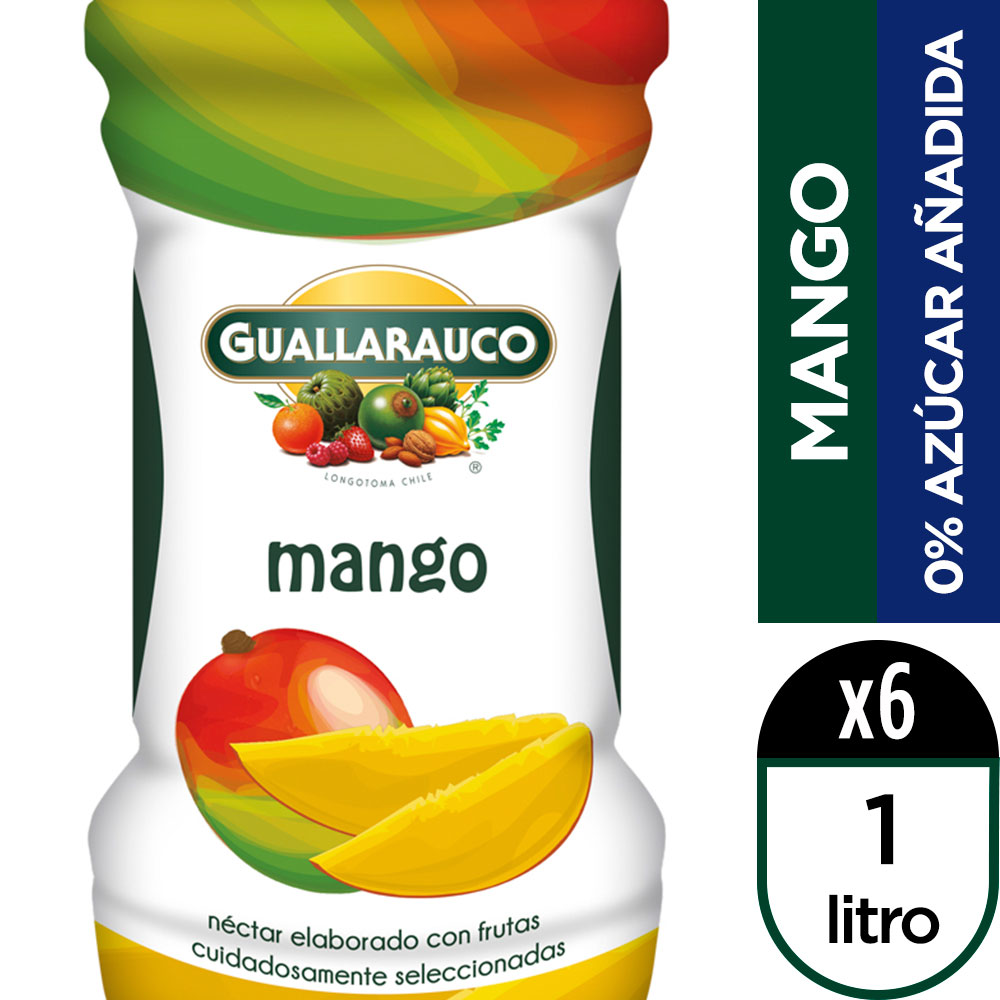 GUALLARAUCO
LONGOTOMA CHILE
®
mango
néctar elaborado con frutas
cuidadosamente seleccionadas
MANGO
0% AZÚCAR AÑADIDA
x6
1
litro